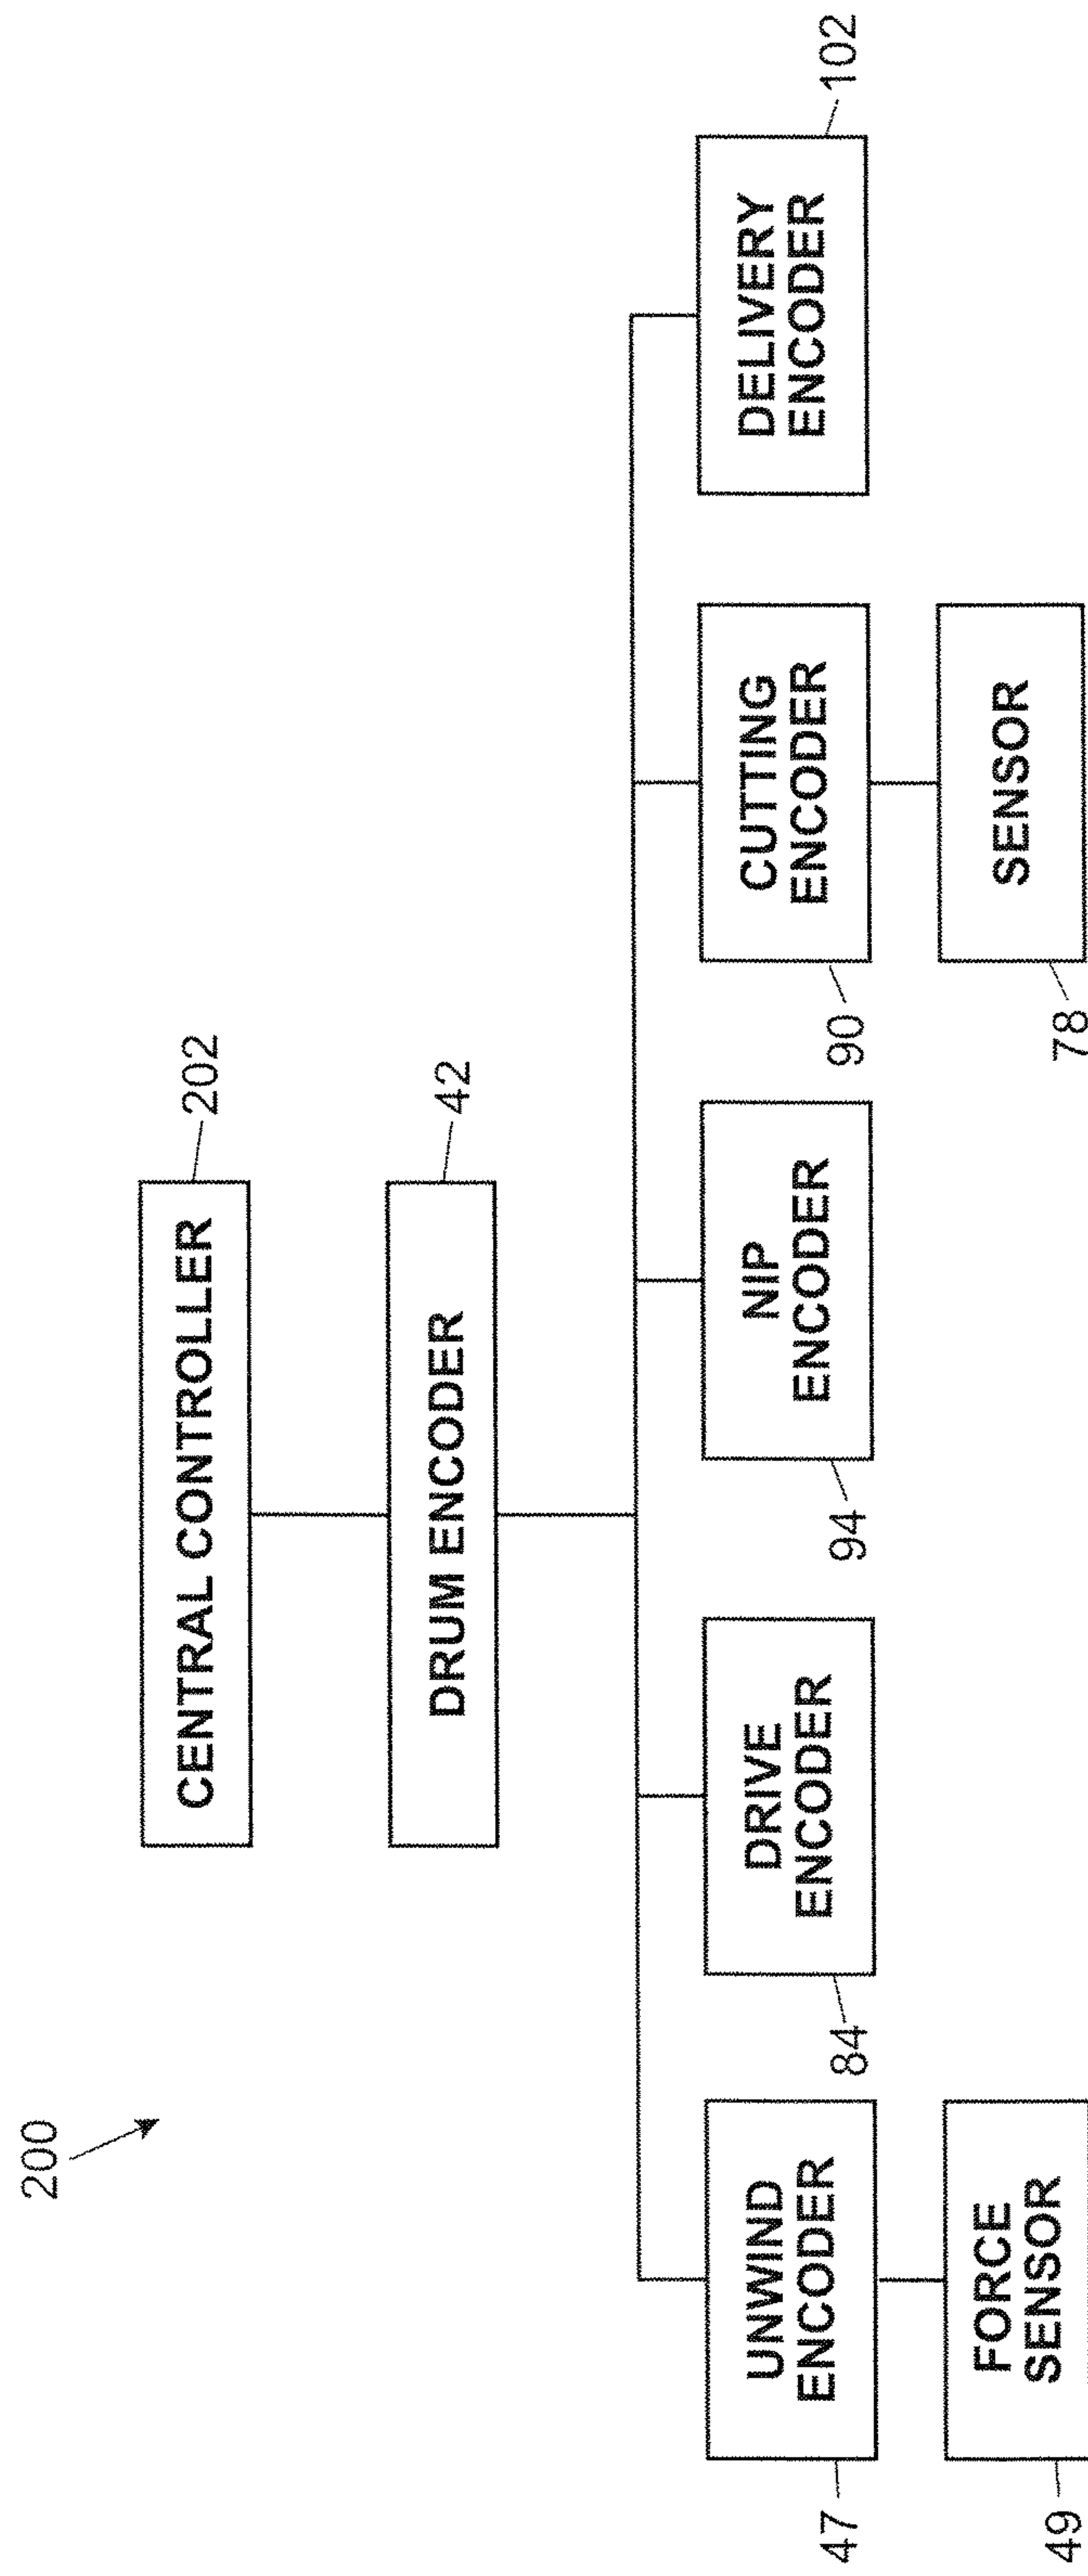 200
CENTRAL CONTROLLER
202
DRUM ENCODER
42
UNWIND
ENCODER
47
DRIVE
ENCODER
84
NIP
ENCODER
94
CUTTING
ENCODER
90
DELIVERY
ENCODER
102
FORCE
SENSOR
49
SENSOR
78